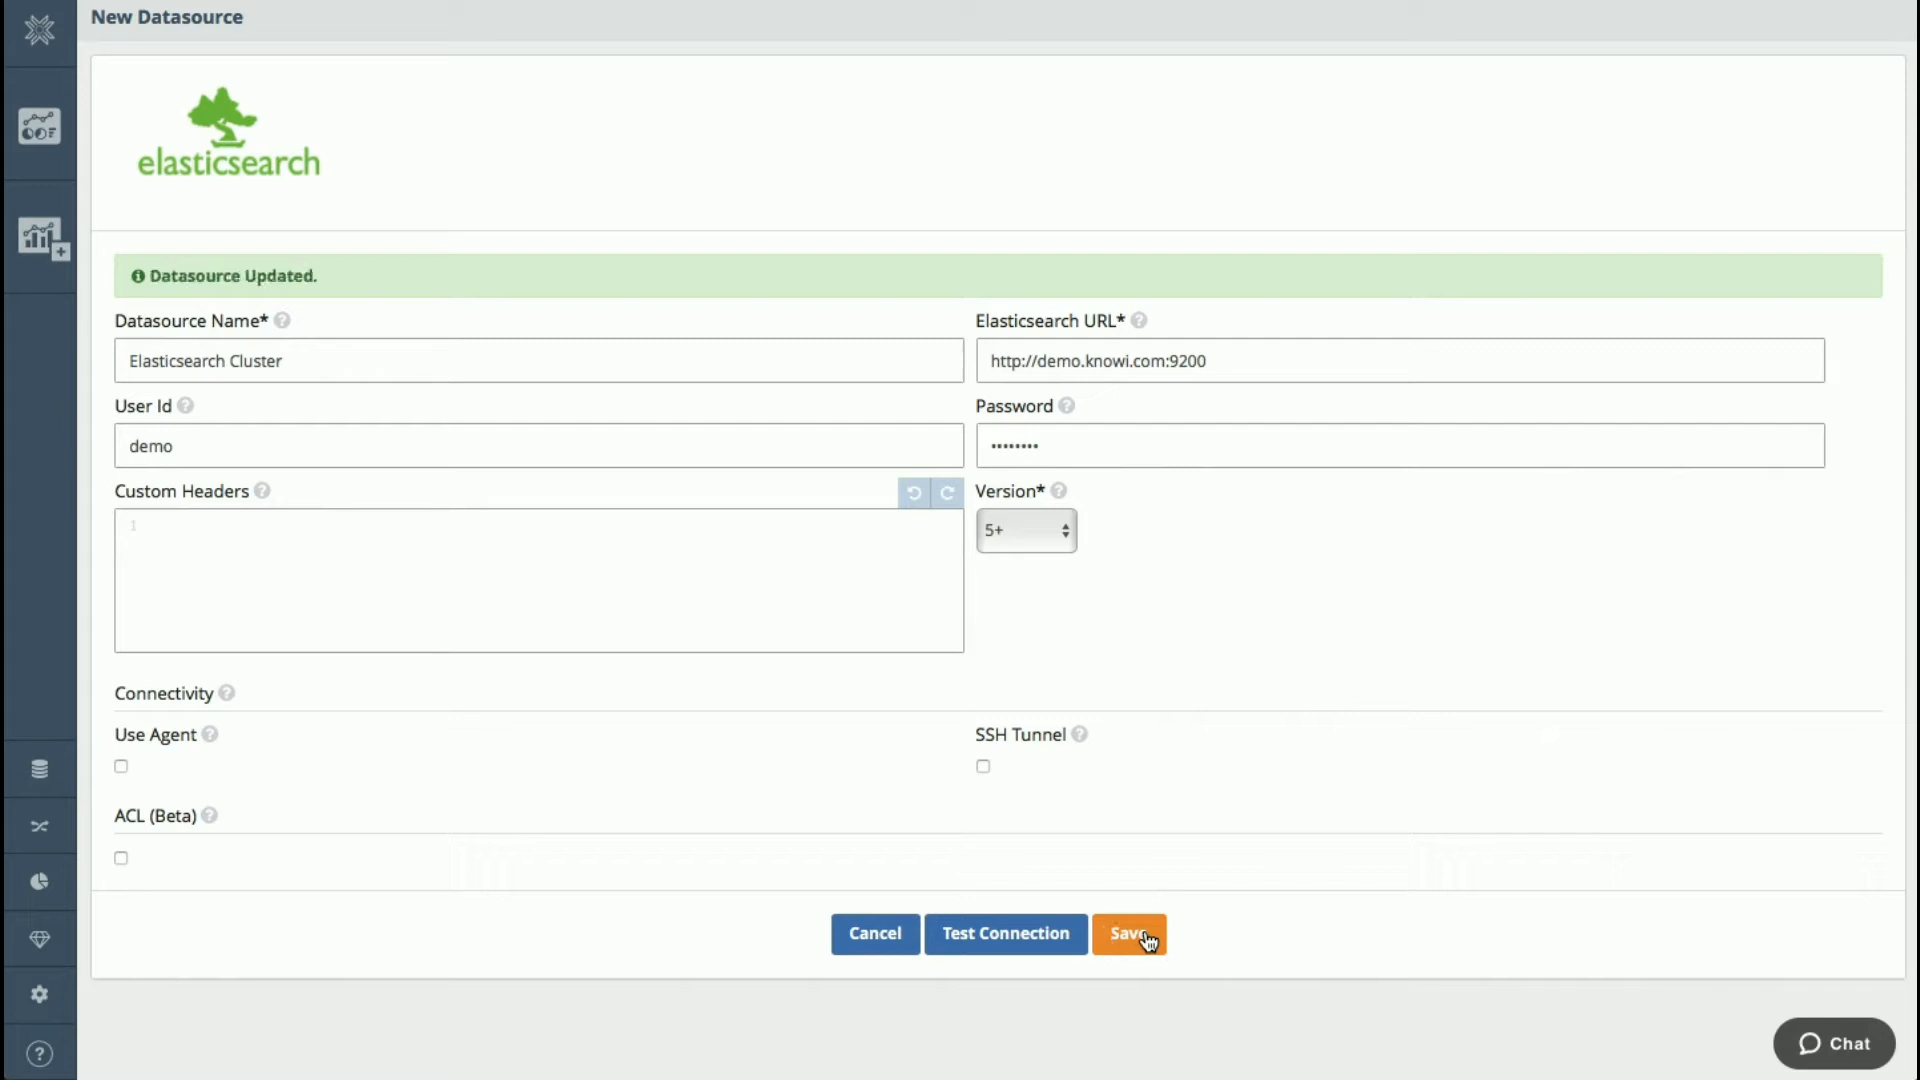 New Datasource
elasticsearch
Datasource Updated.
Datasource Name*
Elasticsearch URL*
Elasticsearch Cluster
http://demo.knowi.com:9200
User Id
Password
demo
••••••••
Custom Headers
Version*
1
5+
Connectivity
Use Agent
SSH Tunnel
ACL (Beta)
Cancel
Test Connection
Save
Chat